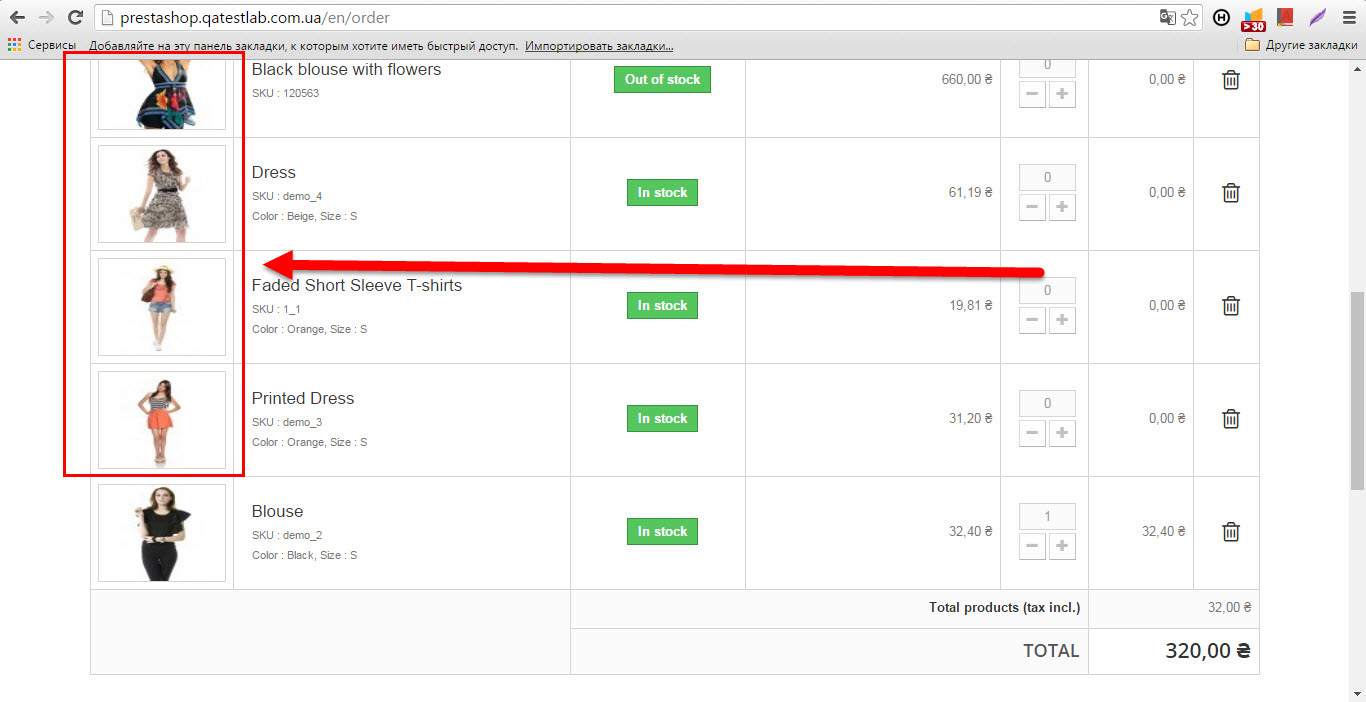 prestashop.qatestlab.com.ua/en/order
>30
Сервисы Добавляйте на эту панель закладки, к которым хотите иметь быстрый доступ. Импортировать закладки... Другие закладки
Black blouse with flowers
SKU : 120563
Out of stock
660,00 ₴
0
0,00 ₴
Dress
SKU : demo_4
Color : Beige, Size : S
In stock
61,19 ₴
0
0,00 ₴
Faded Short Sleeve T-shirts
SKU : 1_1
Color : Orange, Size : S
In stock
19,81 ₴
0
0,00 ₴
Printed Dress
SKU : demo_3
Color : Orange, Size : S
In stock
31,20 ₴
0
0,00 ₴
Blouse
SKU : demo_2
Color : Black, Size : S
In stock
32,40 ₴
1
32,40 ₴
Total products (tax incl.) 32,00 ₴
TOTAL 320,00 ₴